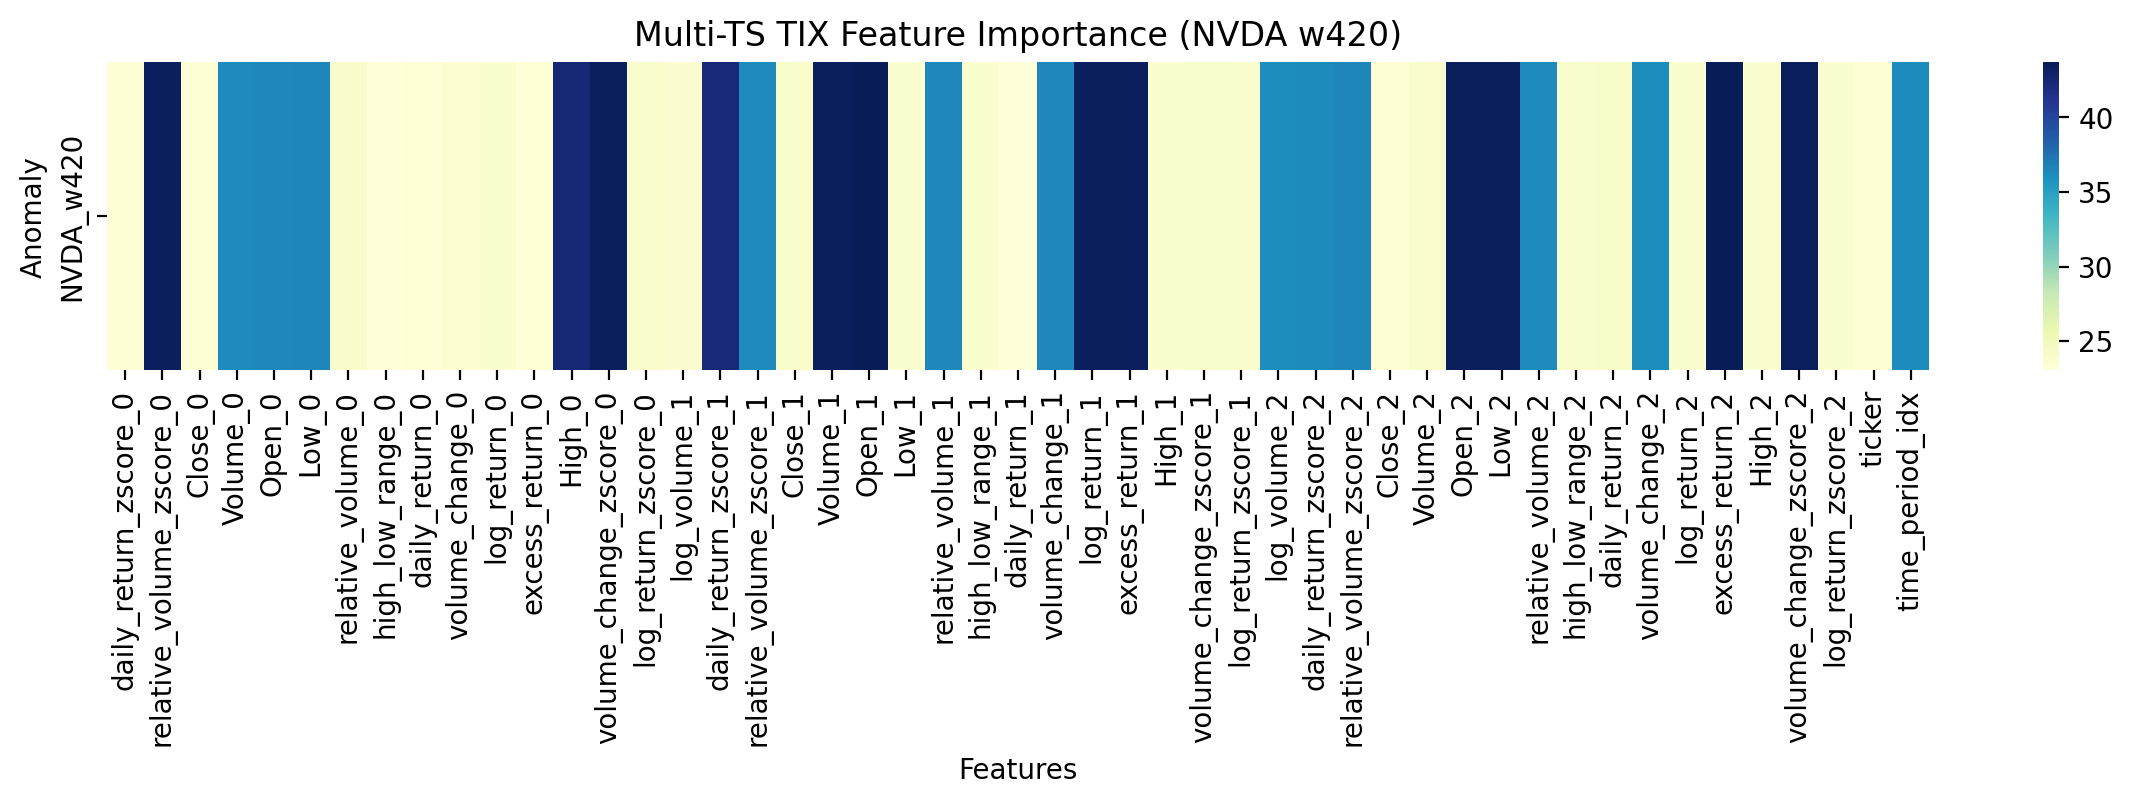 Multi-TS TIX Feature Importance (NVDA w420)
Anomaly
NVDA_w420
40
35
30
25
daily_return_zscore_0
relative_volume_zscore_0
Close_0
Volume_0
Open_0
Low_0
relative_volume_0
high_low_range_0
daily_return_0
volume_change_0
log_return_0
excess_return_0
High_0
volume_change_zscore_0
log_return_zscore_0
log_volume_1
daily_return_zscore_1
relative_volume_zscore_1
Close_1
Volume_1
Open_1
Low_1
relative_volume_1
high_low_range_1
daily_return_1
volume_change_1
log_return_1
excess_return_1
High_1
volume_change_zscore_1
log_return_zscore_1
log_volume_2
daily_return_zscore_2
relative_volume_zscore_2
Close_2
Volume_2
Open_2
Low_2
relative_volume_2
high_low_range_2
daily_return_2
volume_change_2
log_return_2
excess_return_2
High_2
volume_change_zscore_2
log_return_zscore_2
ticker
time_period_idx
Features